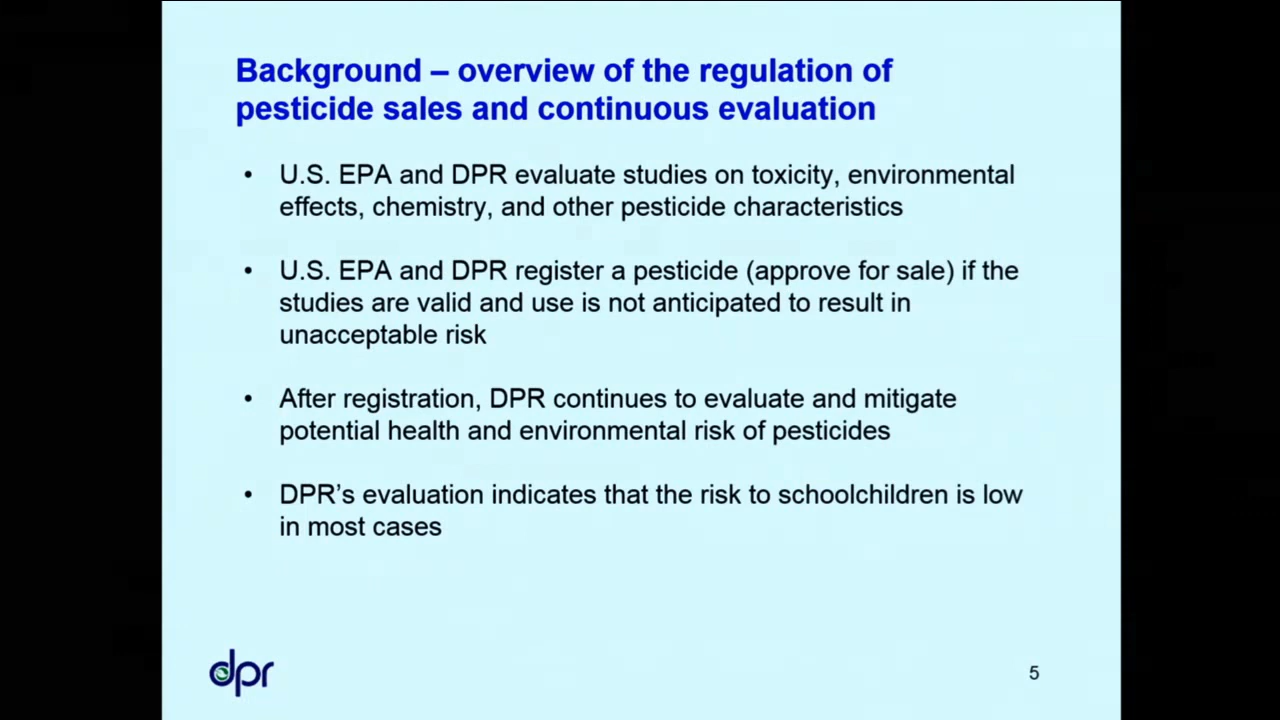 Background – overview of the regulation of
pesticide sales and continuous evaluation
• U.S. EPA and DPR evaluate studies on toxicity, environmental
effects, chemistry, and other pesticide characteristics
• U.S. EPA and DPR register a pesticide (approve for sale) if the
studies are valid and use is not anticipated to result in
unacceptable risk
• After registration, DPR continues to evaluate and mitigate
potential health and environmental risk of pesticides
• DPR’s evaluation indicates that the risk to schoolchildren is low
in most cases
dpr
5